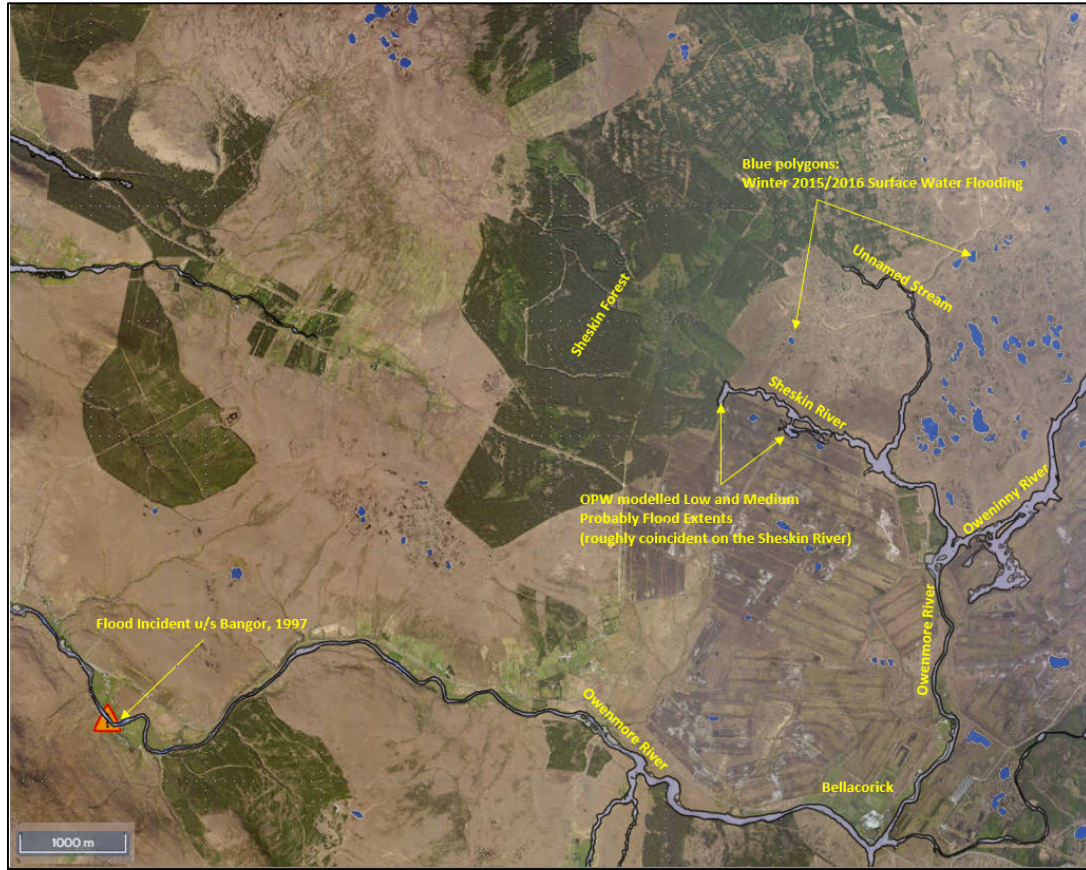 Blue polygons:
Winter 2015/2016 Surface Water Flooding
Unnamed Stream
Sheskin Forest
Sheskin River
OPW modelled Low and Medium
Probably Flood Extents
(roughly coincident on the Sheskin River)
Oweninny River
Owenmore River
Flood Incident u/s Bangor, 1997
Owenmore River
Bellacorick
1000 m